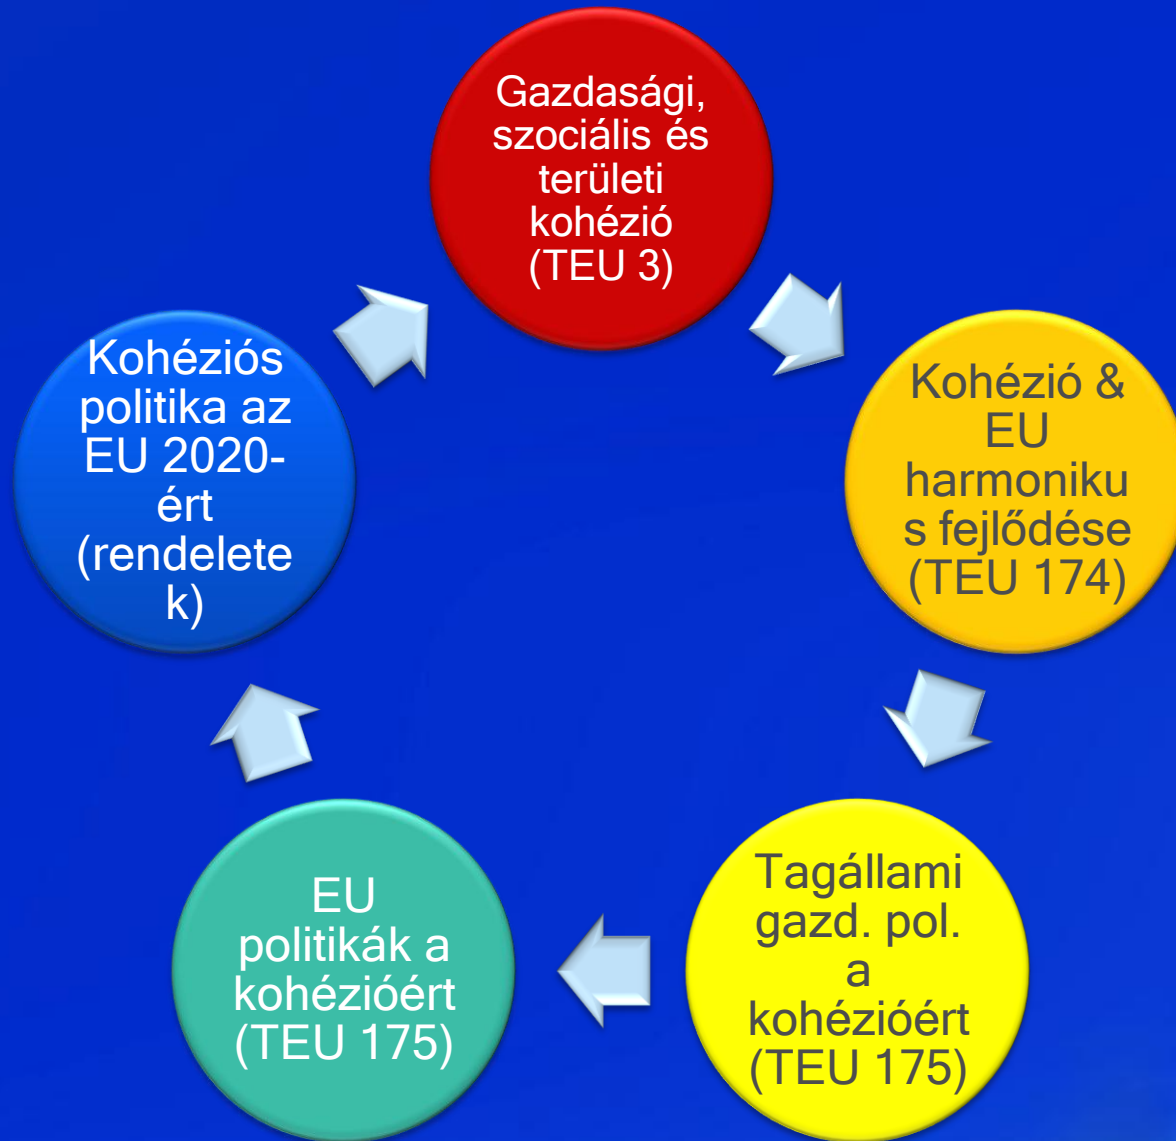 Gazdasági,
szociális és
területi
kohézió
(TEU 3)
Kohézió &
EU
harmoniku
s fejlődése
(TEU 174)
Tagállami
gazd. pol.
a
kohézióért
(TEU 175)
EU
politikák a
kohézióért
(TEU 175)
Kohéziós
politika az
EU 2020-
ért
(rendelete
k)